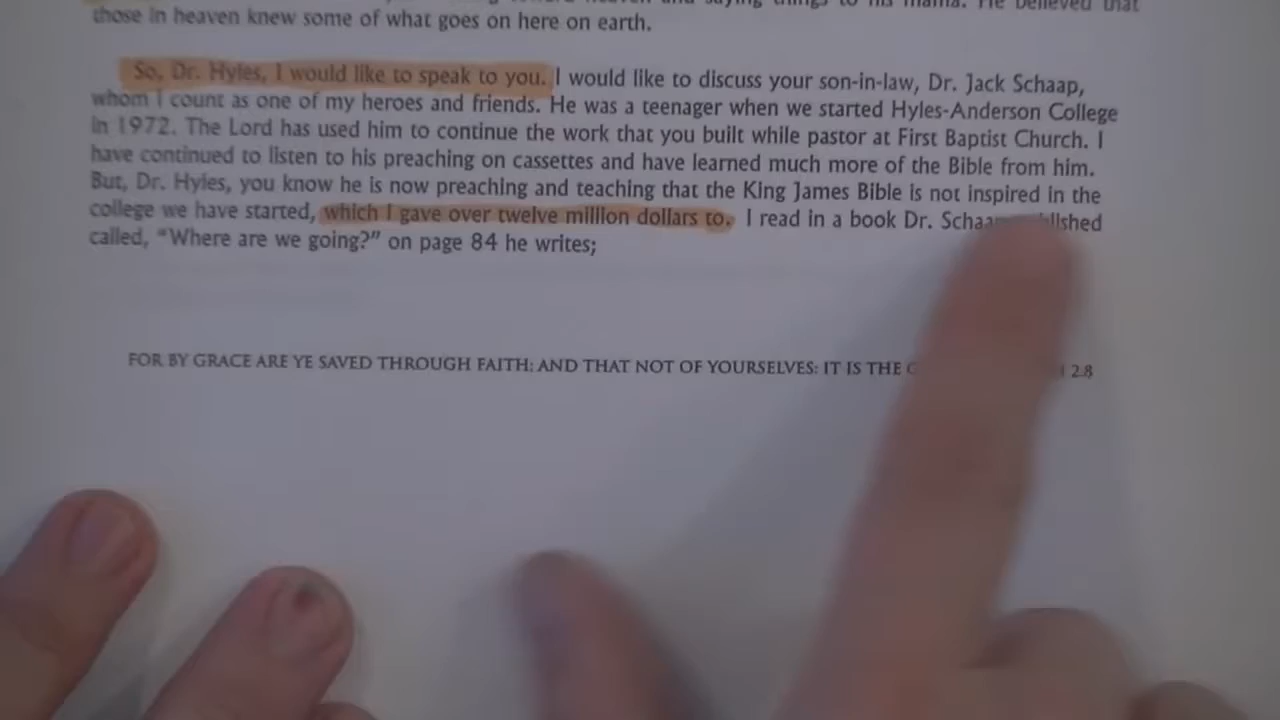 those in heaven knew some of what goes on here on earth.
So, Dr. Hyles, I would like to speak to you. I would like to discuss your son-in-law, Dr. Jack Schaap,
whom I count as one of my heroes and friends. He was a teenager when we started Hyles-Anderson College
in 1972. The Lord has used him to continue the work that you built while pastor at First Baptist Church. I
have continued to listen to his preaching on cassettes and have learned much more of the Bible from him.
But, Dr. Hyles, you know he is now preaching and teaching that the King James Bible is not inspired in the
college we have started, which I gave over twelve million dollars to. I read in a book Dr.
called, “Where are we going?” on page 84 he writes;
FOR BY GRACE ARE YE SAVED THROUGH FAITH: AND THAT NOT OF YOURSELVES: IT IS THE 2:8